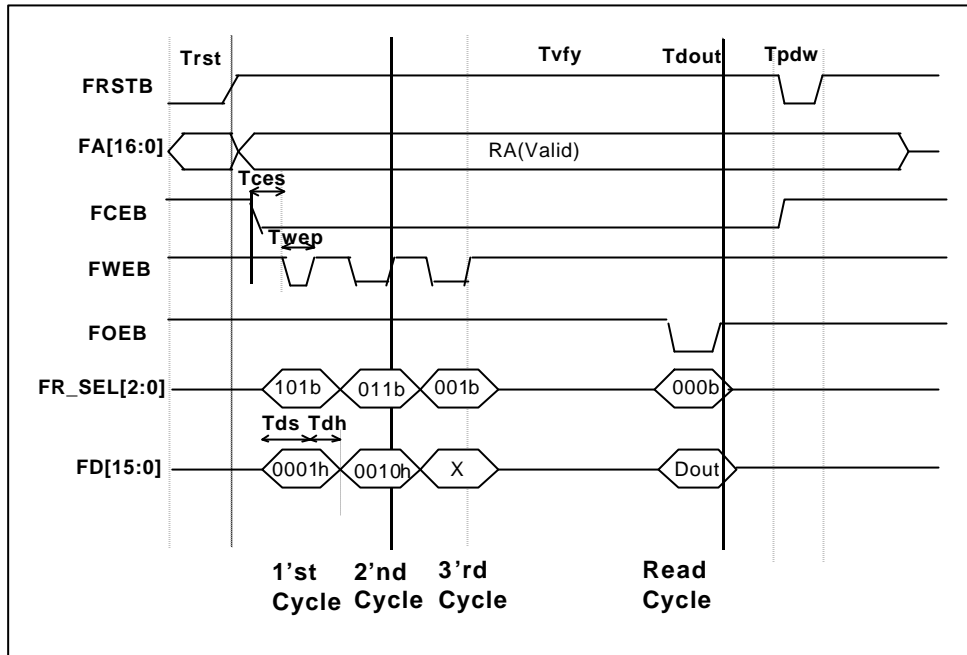 Trst Tvfy Tdout Tpdw
FRSTB
FA[16:0] RA(Valid)
Tces
FCEB
Twep
FWEB
FOEB
FR_SEL[2:0] 101b 011b 001b 000b
Tds Tdh
FD[15:0] 0001h 0010h X Dout
1'st 2'nd 3'rd Read
Cycle Cycle Cycle Cycle